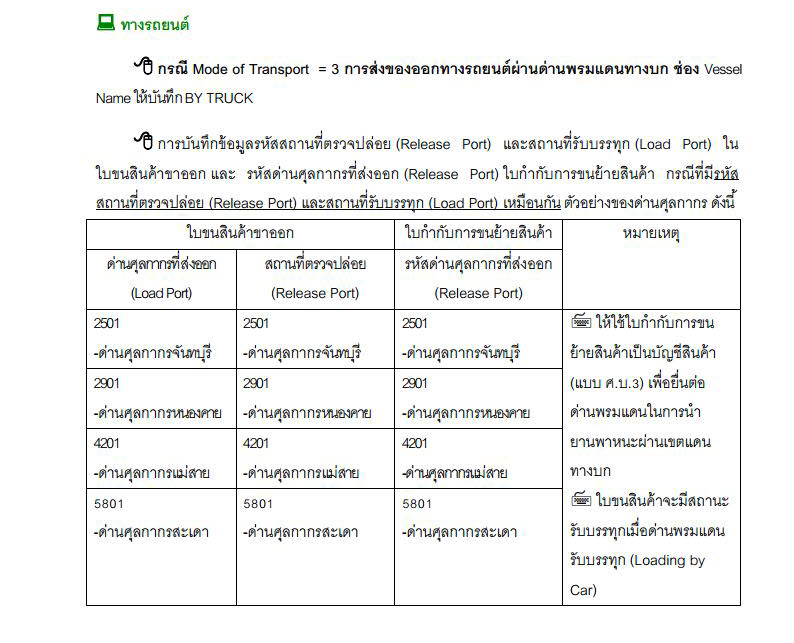 ทางรถยนต์
กรณี Mode of Transport = 3 การส่งของออกทางรถยนต์ผ่านด่านพรมแดนทางบก ช่อง Vessel
Name ให้บันทึก BY TRUCK
การบันทึกข้อมูลรหัสสถานที่ตรวจปล่อย (Release Port) และสถานที่รับบรรทุก (Load Port) ใน
ใบขนสินค้าขาออก และ รหัสด่านศุลกากรที่ส่งออก (Release Port) ใบกำกับการขนย้ายสินค้า กรณีที่มีรหัส
สถานที่ตรวจปล่อย (Release Port) และสถานที่รับบรรทุก (Load Port) เหมือนกัน ตัวอย่างของด่านศุลกากร ดังนี้
ใบขนสินค้าขาออก ใบกำกับการขนย้ายสินค้า หมายเหตุ
ด่านศุลกากรที่ส่งออก สถานที่ตรวจปล่อย รหัสด่านศุลกากรที่ส่งออก
(Load Port) (Release Port) (Release Port)
2501 2501 2501 ให้ใช้ใบกำกับการขน
-ด่านศุลกากรจันทบุรี -ด่านศุลกากรจันทบุรี -ด่านศุลกากรจันทบุรี ย้ายสินค้าเป็นบัญชีสินค้า
2901 2901 2901 (แบบ ศ.บ.3) เพื่อยื่นต่อ
-ด่านศุลกากรหนองคาย -ด่านศุลกากรหนองคาย -ด่านศุลกากรหนองคาย ด่านพรมแดนในการนำ
4201 4201 4201 ยานพาหนะผ่านเขตแดน
-ด่านศุลกากรแม่สาย -ด่านศุลกากรแม่สาย -ด่านศุลกากรแม่สาย ทางบก
5801 5801 5801 ใบขนสินค้าจะมีสถานะ
-ด่านศุลกากรสะเดา -ด่านศุลกากรสะเดา -ด่านศุลกากรสะเดา รับบรรทุกเมื่อด่านพรมแดน
รับบรรทุก (Loading by
Car)